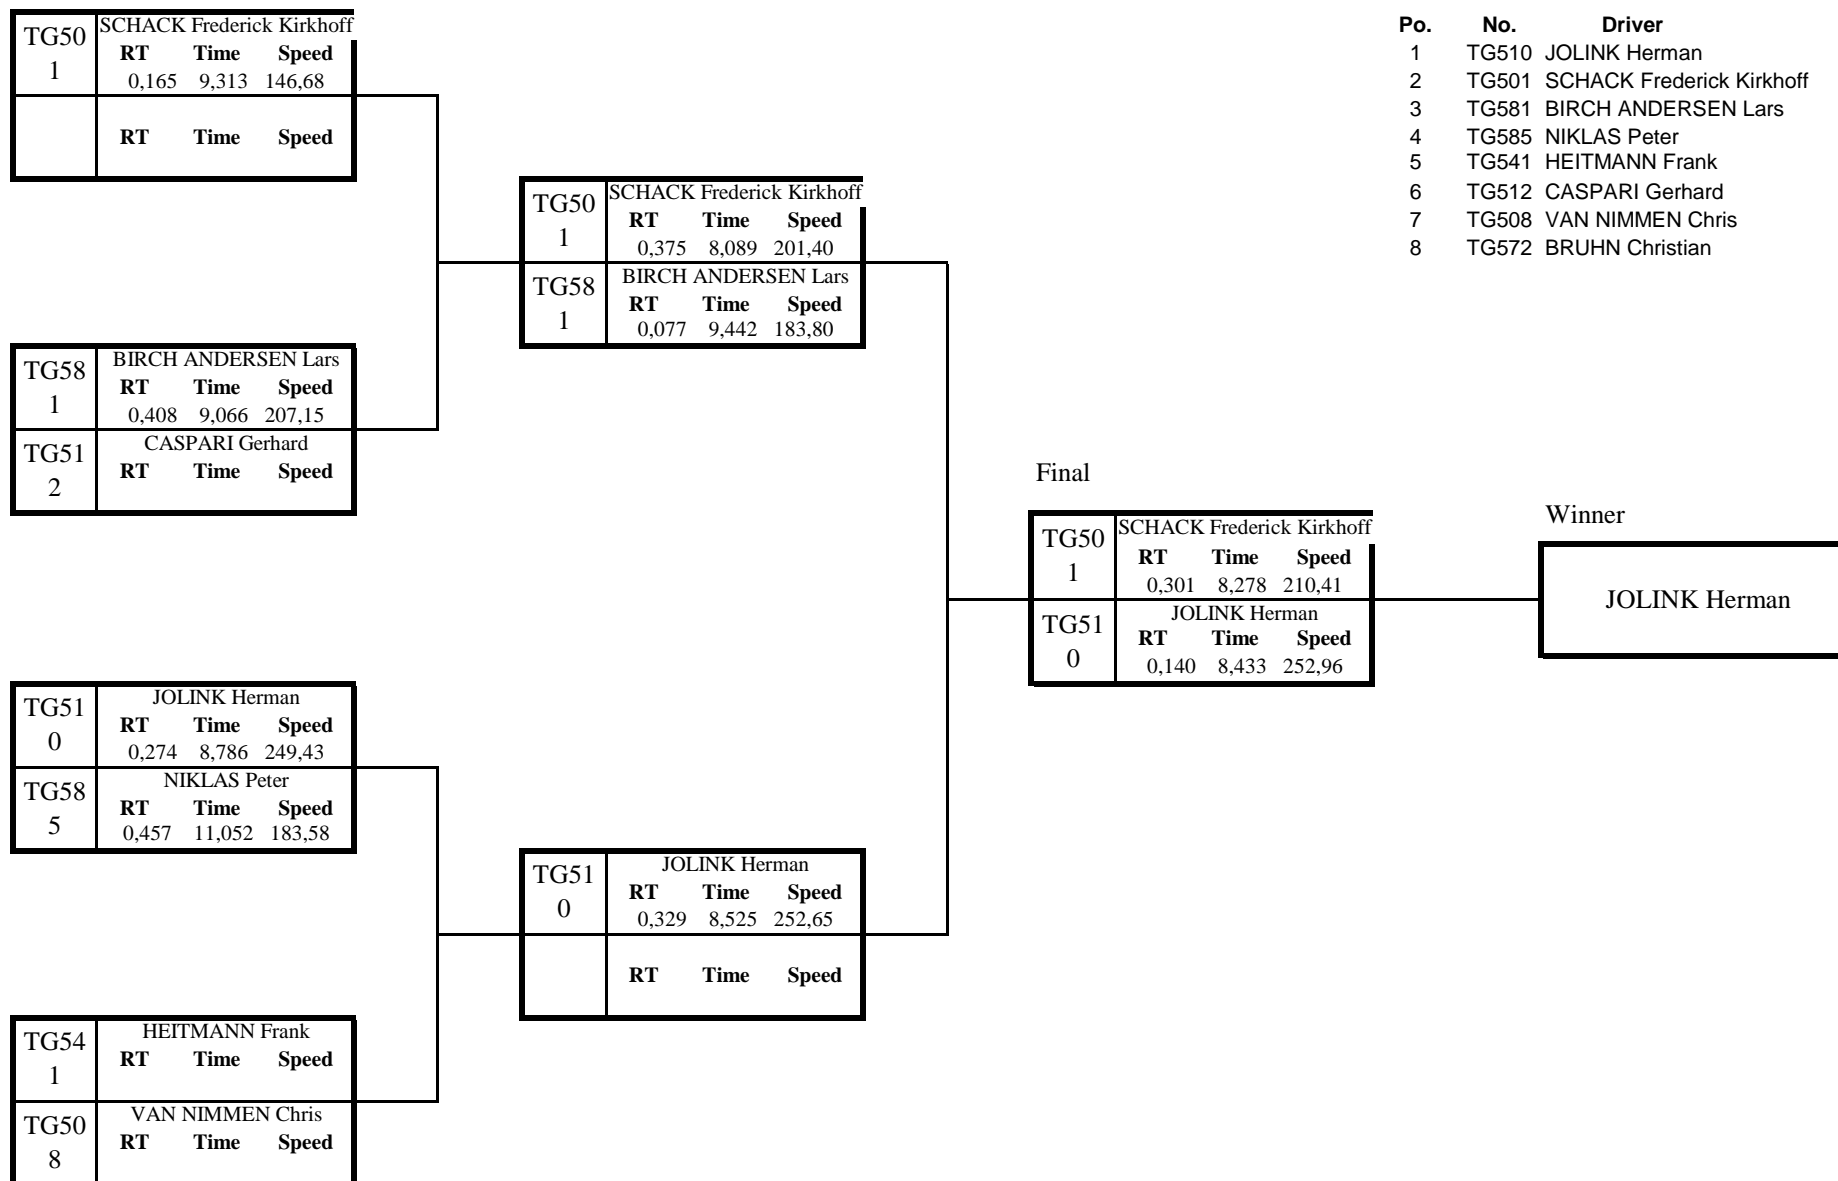 SCHACK Frederick Kirkhoff
TG50
1
RT Time Speed
0,165 9,313 146,68
RT Time Speed
BIRCH ANDERSEN Lars
TG58
1
RT Time Speed
0,408 9,066 207,15
CASPARI Gerhard
TG51
2
RT Time Speed
JOLINK Herman
TG51
0
RT Time Speed
0,274 8,786 249,43
NIKLAS Peter
TG58
5
RT Time Speed
0,457 11,052 183,58
HEITMANN Frank
TG54
1
RT Time Speed
VAN NIMMEN Chris
TG50
8
RT Time Speed
SCHACK Frederick Kirkhoff
TG50
1
RT Time Speed
0,375 8,089 201,40
BIRCH ANDERSEN Lars
TG58
1
RT Time Speed
0,077 9,442 183,80
JOLINK Herman
TG51
0
RT Time Speed
0,329 8,525 252,65
RT Time Speed
Final
SCHACK Frederick Kirkhoff
TG50
1
RT Time Speed
0,301 8,278 210,41
JOLINK Herman
TG51
0
RT Time Speed
0,140 8,433 252,96
Winner
JOLINK Herman
Po. No. Driver
1 TG510 JOLINK Herman
2 TG501 SCHACK Frederick Kirkhoff
3 TG581 BIRCH ANDERSEN Lars
4 TG585 NIKLAS Peter
5 TG541 HEITMANN Frank
6 TG512 CASPARI Gerhard
7 TG508 VAN NIMMEN Chris
8 TG572 BRUHN Christian